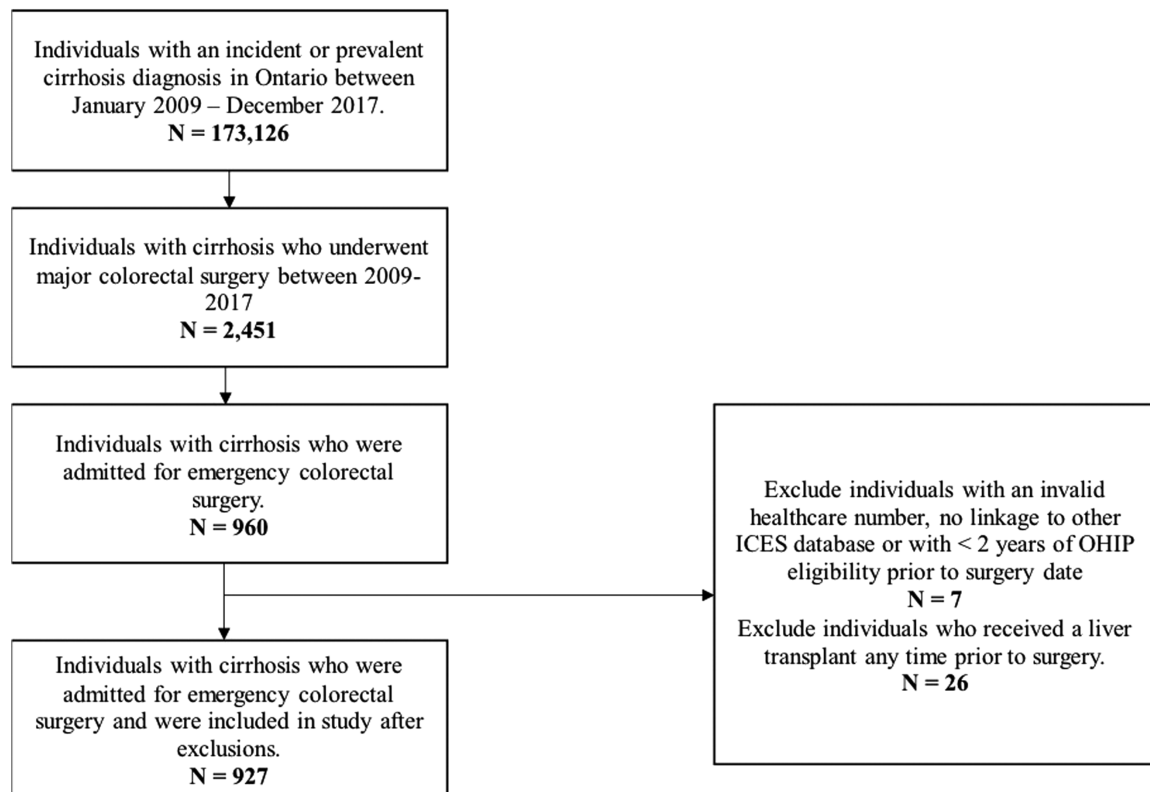 Individuals with an incident or prevalent
cirrhosis diagnosis in Ontario between
January 2009 – December 2017.
N = 173,126
Individuals with cirrhosis who underwent
major colorectal surgery between 2009-
2017
N = 2,451
Individuals with cirrhosis who were
admitted for emergency colorectal
surgery.
N = 960
Exclude individuals with an invalid
healthcare number, no linkage to other
ICES database or with < 2 years of OHIP
eligibility prior to surgery date
N = 7
Exclude individuals who received a liver
transplant any time prior to surgery.
N = 26
Individuals with cirrhosis who were
admitted for emergency colorectal
surgery and were included in study after
exclusions.
N = 927